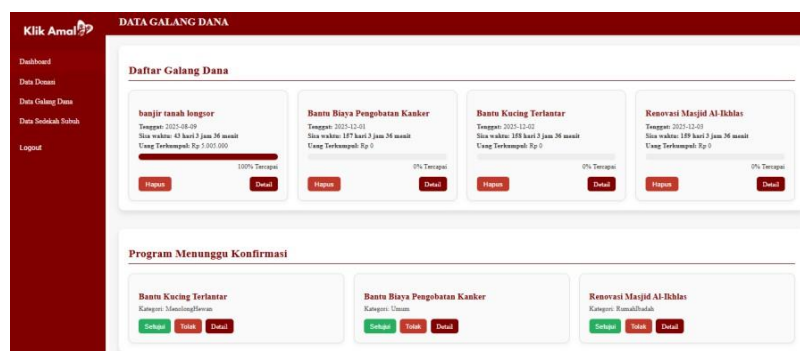 Klik Amal
DATA GALANG DANA
Dashboard
Data Donasi
Data Galang Dana
Data Sedekah Subuh
Logout
Daftar Galang Dana
banjir tanah longsor
Tenggat: 2025-08-09
Sisa waktu: 43 hari 3 jam 36 menit
Uang Terkumpul: Rp 5.005.000
100% Tercapai
Hapus
Detail
Bantu Biaya Pengobatan Kanker
Tenggat: 2025-12-01
Sisa waktu: 157 hari 3 jam 36 menit
Uang Terkumpul: Rp 0
0% Tercapai
Hapus
Detail
Bantu Kucing Terlantar
Tenggat: 2025-12-02
Sisa waktu: 158 hari 3 jam 36 menit
Uang Terkumpul: Rp 0
0% Tercapai
Hapus
Detail
Renovasi Masjid Al-Ikhlas
Tenggat: 2025-12-03
Sisa waktu: 159 hari 3 jam 36 menit
Uang Terkumpul: Rp 0
0% Tercapai
Hapus
Detail
Program Menunggu Konfirmasi
Bantu Kucing Terlantar
Kategori: MenolongHewan
Setujui
Tolak
Detail
Bantu Biaya Pengobatan Kanker
Kategori: Umum
Setujui
Tolak
Detail
Renovasi Masjid Al-Ikhlas
Kategori: RumahIbadah
Setujui
Tolak
Detail